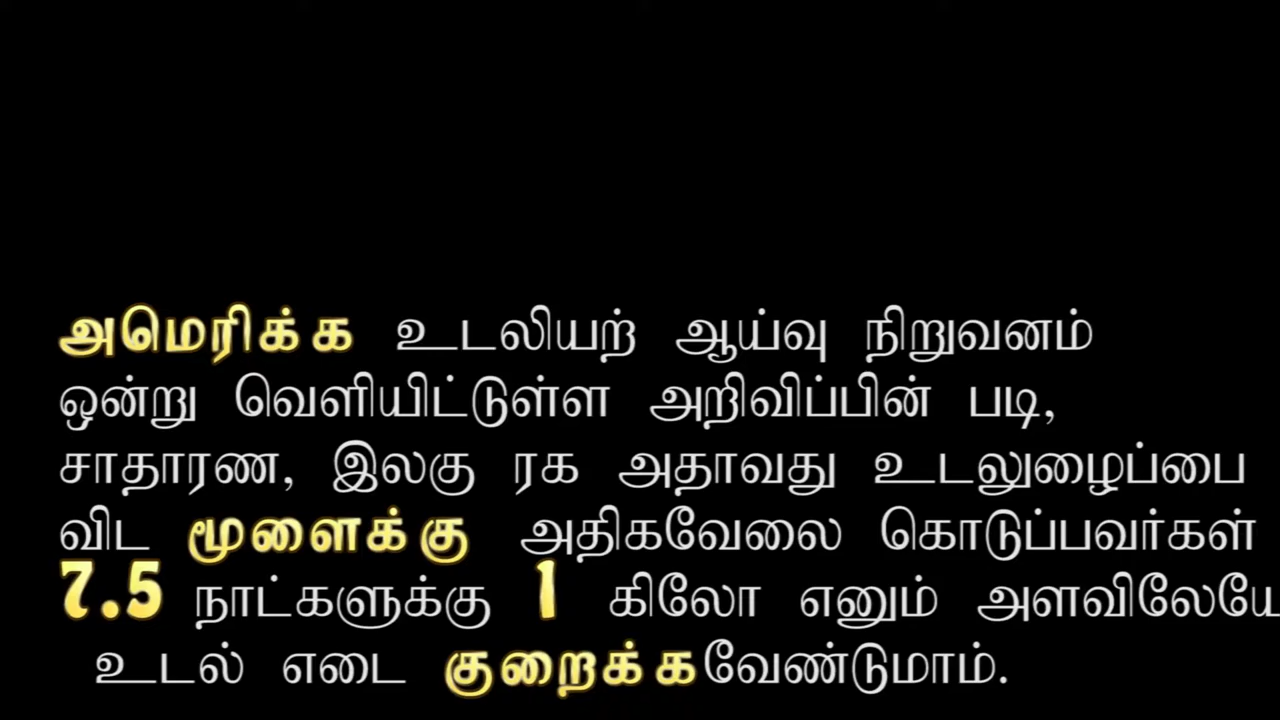 அமெரிக்க உடலியற் ஆய்வு நிறுவனம்
ஒன்று வெளியிட்டுள்ள அறிவிப்பின் படி,
சாதாரண, இலகு ரக அதாவது உடலுழைப்பை
விட மூளைக்கு அதிகவேலை கொடுப்பவர்கள்
7.5 நாட்களுக்கு 1 கிலோ எனும் அளவிலேயே
உடல் எடை குறைக்கவேண்டுமாம்.